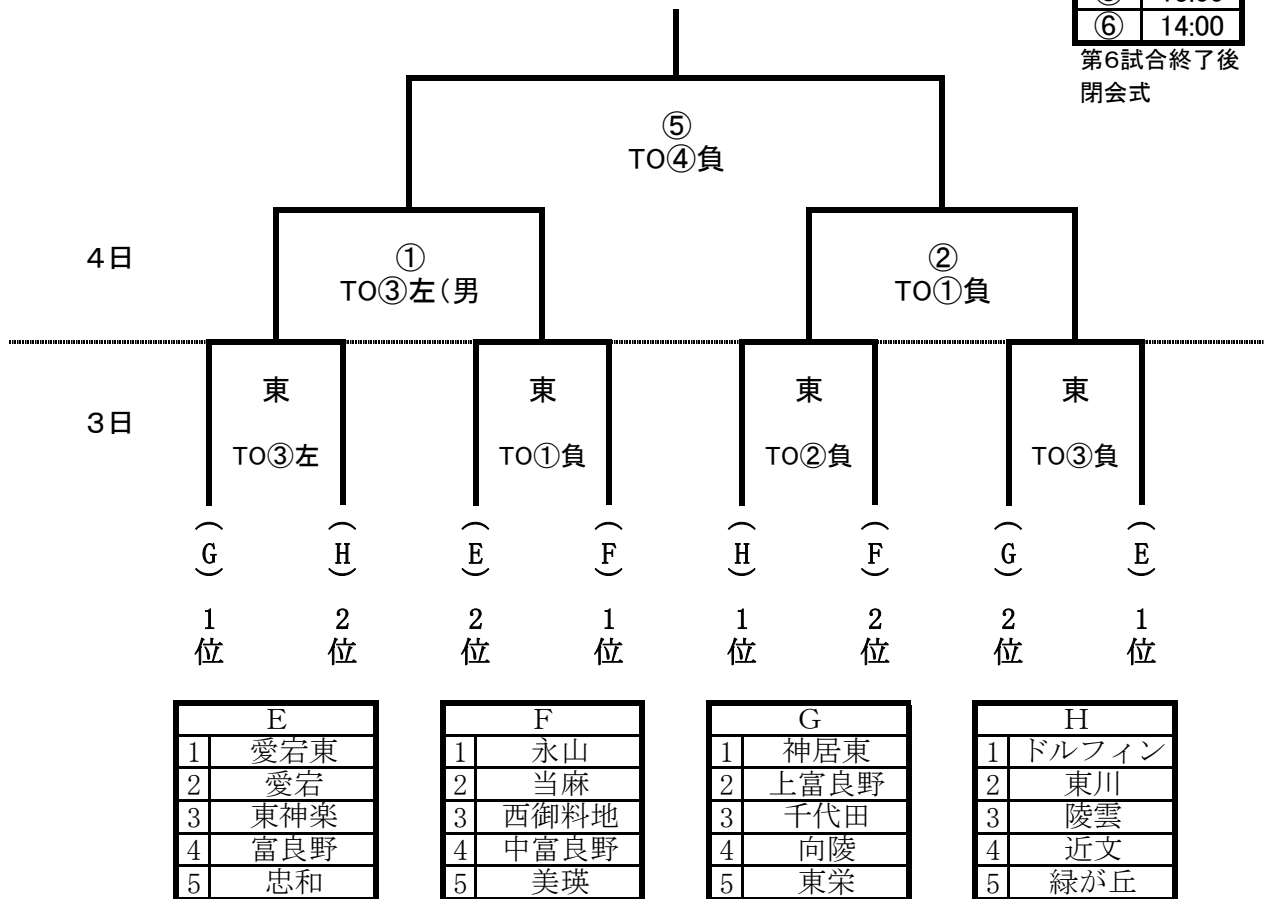 ⑥ 14:00
第6試合終了後
閉会式
⑤
TO④負
4日
①
TO③左(男
②
TO①負
3日
東
TO③左
東
TO①負
東
TO②負
東
TO③負
(G)1位
(H)2位
(E)2位
(F)1位
(H)1位
(F)2位
(G)2位
(E)1位
E
1 愛宕東
2 愛宕
3 東神楽
4 富良野
5 忠和
F
1 永山
2 当麻
3 西御料地
4 中富良野
5 美瑛
G
1 神居東
2 上富良野
3 千代田
4 向陵
5 東栄
H
1 ドルフィン
2 東川
3 陵雲
4 近文
5 緑が丘